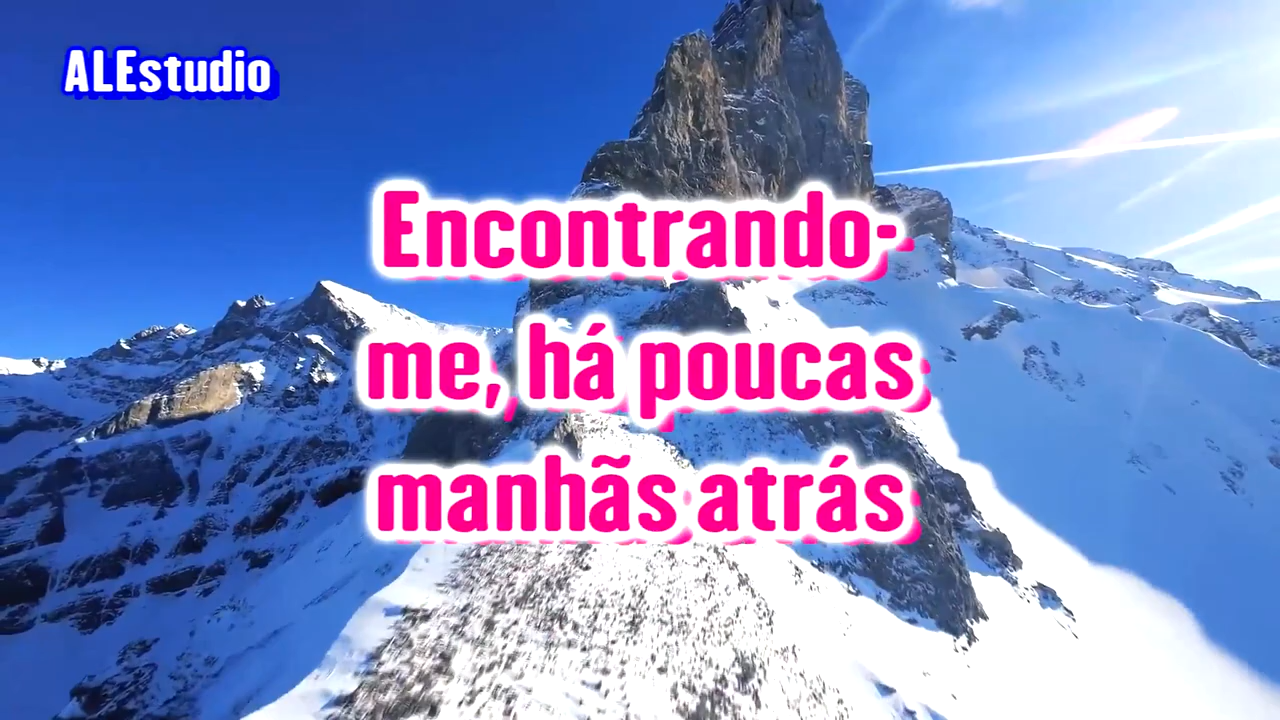 ALEstudio
Encontrando-
me, há poucas
manhãs atrás